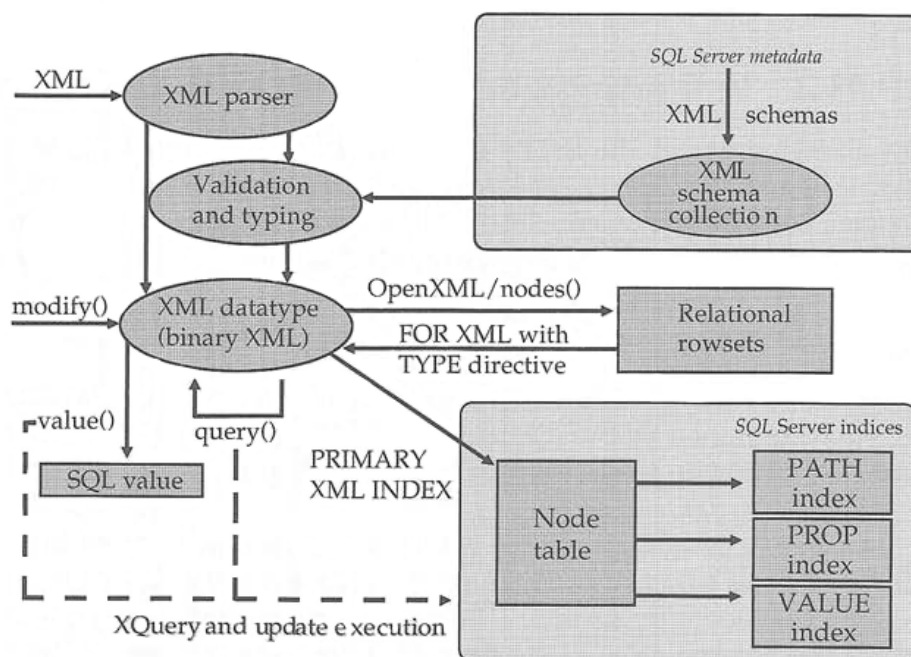 XML
XML parser
SQL Server metadata
XML schemas
XML
schema
collection
Validation
and typing
modify()
XML datatype
(binary XML)
OpenXML/nodes()
FOR XML with
TYPE directive
Relational
rowsets
value()
query()
SQL value
PRIMARY
XML INDEX
SQL Server indices
Node
table
PATH
index
PROP
index
VALUE
index
XQuery and update execution